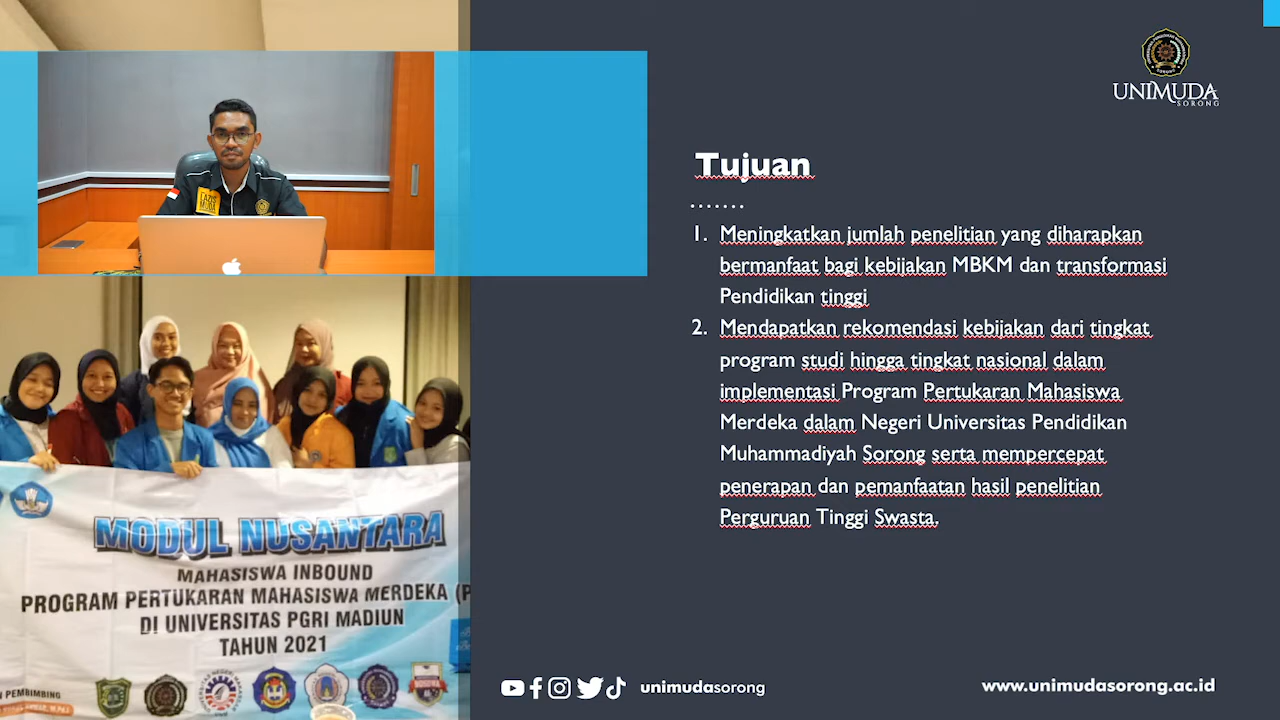 UNIMUDA
SORONG
Tujuan
1. Meningkatkan jumlah penelitian yang diharapkan
bermanfaat bagi kebijakan MBKM dan transformasi
Pendidikan tinggi
2. Mendapatkan rekomendasi kebijakan dari tingkat
program studi hingga tingkat nasional dalam
implementasi Program Pertukaran Mahasiswa
Merdeka dalam Negeri Universitas Pendidikan
Muhammadiyah Sorong serta mempercepat
penerapan dan pemanfaatan hasil penelitian
Perguruan Tinggi Swasta.
LAZIS
MUDA
MODUL NUSANTARA
MAHASISWA INBOUND
PROGRAM PERTUKARAN MAHASISWA MERDEKA (P
DI UNIVERSITAS PGRI MADIUN
TAHUN 2021
PEMBIMBING
unimudasorong
www.unimudasorong.ac.id